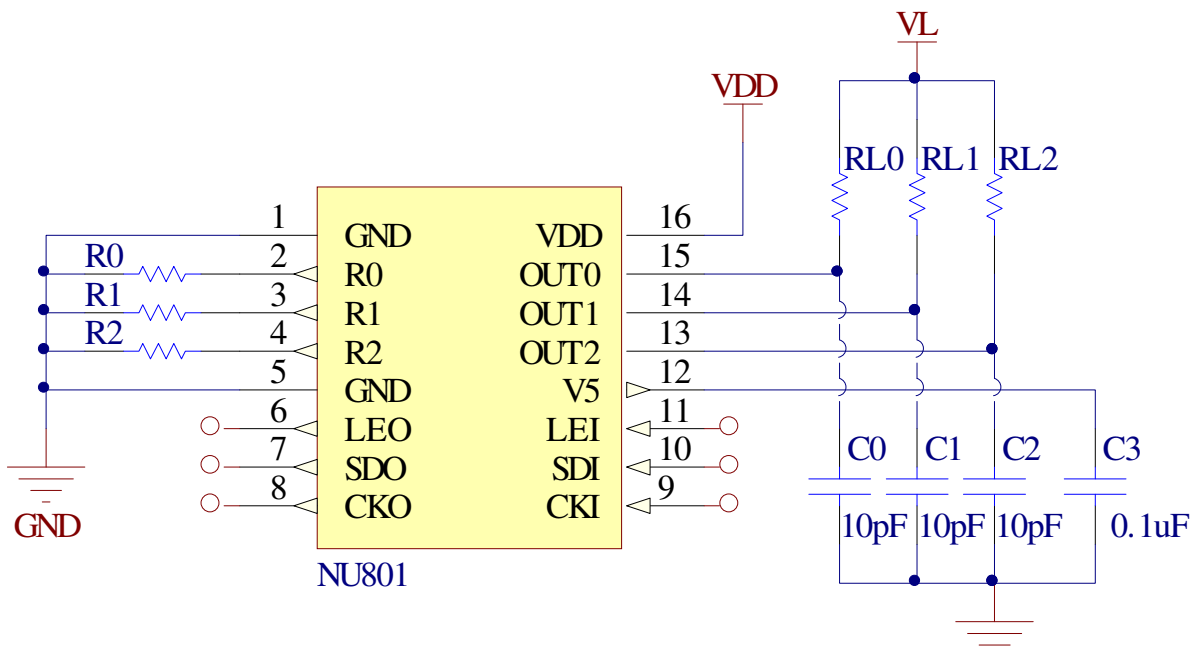 VL
VDD
RL0 RL1 RL2
1 GND VDD 16
R0 2 R0 OUT0 15
R1 3 R1 OUT1 14
R2 4 R2 OUT2 13
5 GND V5 12
6 LEO LEI 11
7 SDO SDI 10
8 CKO CKI 9
C0 C1 C2 C3
10pF 10pF 10pF 0.1uF
GND
NU801